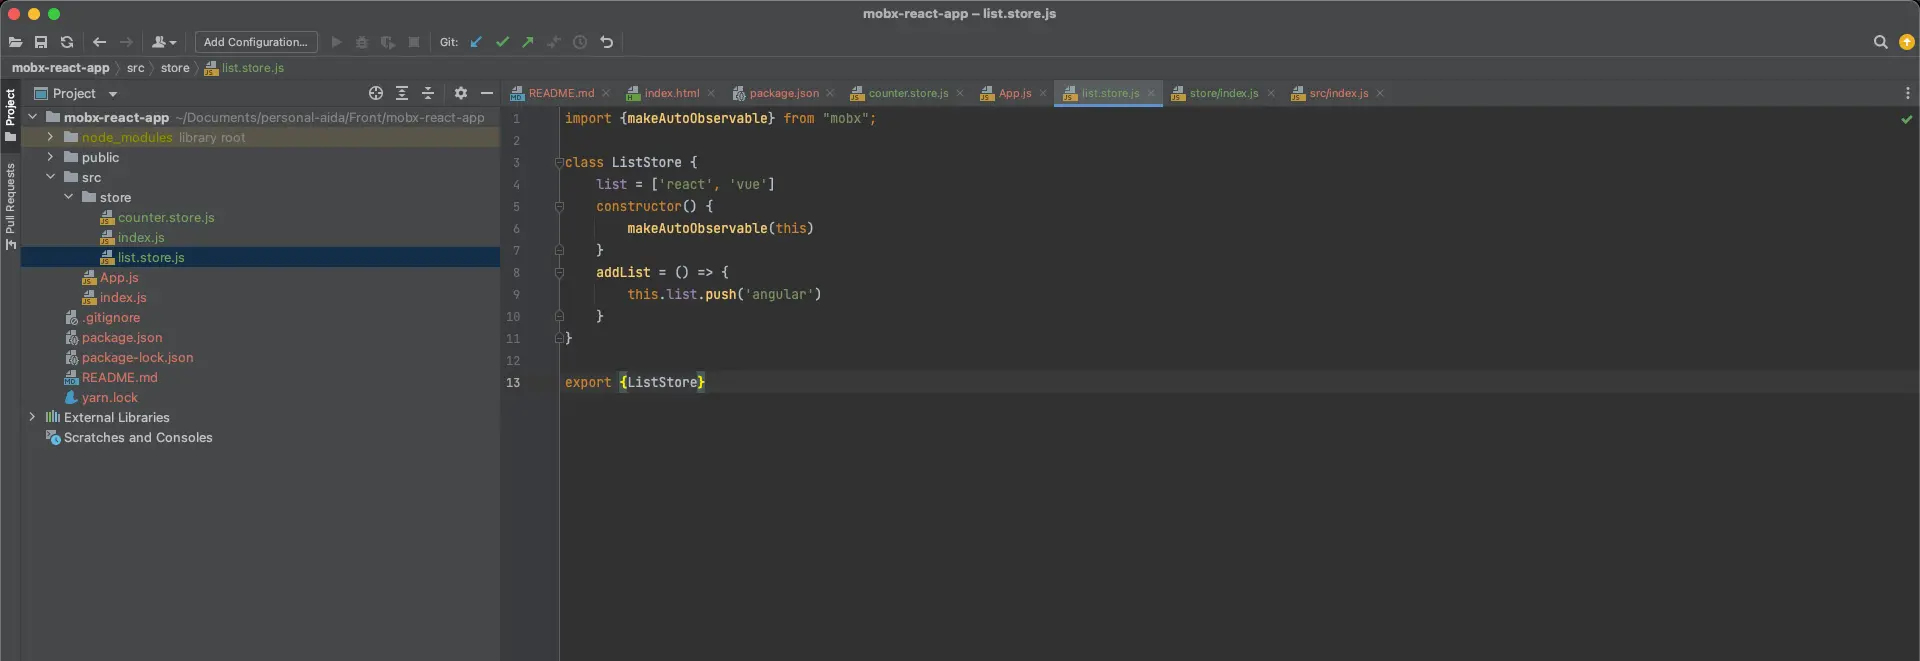 mobx-react-app – list.store.js
Add Configuration...
Git:
mobx-react-app
src
store
list.store.js
Project
Pull Requests
Project
mobx-react-app ~/Documents/personal-aida/Front/mobx-react-app
node_modules library root
public
src
store
counter.store.js
index.js
list.store.js
App.js
index.js
.gitignore
package.json
package-lock.json
README.md
yarn.lock
External Libraries
Scratches and Consoles
README.md
index.html
package.json
counter.store.js
App.js
list.store.js
store/index.js
src/index.js
1 import {makeAutoObservable} from "mobx";
2
3 class ListStore {
4 list = ['react', 'vue']
5 constructor() {
6 makeAutoObservable(this)
7 }
8 addList = () => {
9 this.list.push('angular')
10 }
11 }
12
13 export {ListStore}